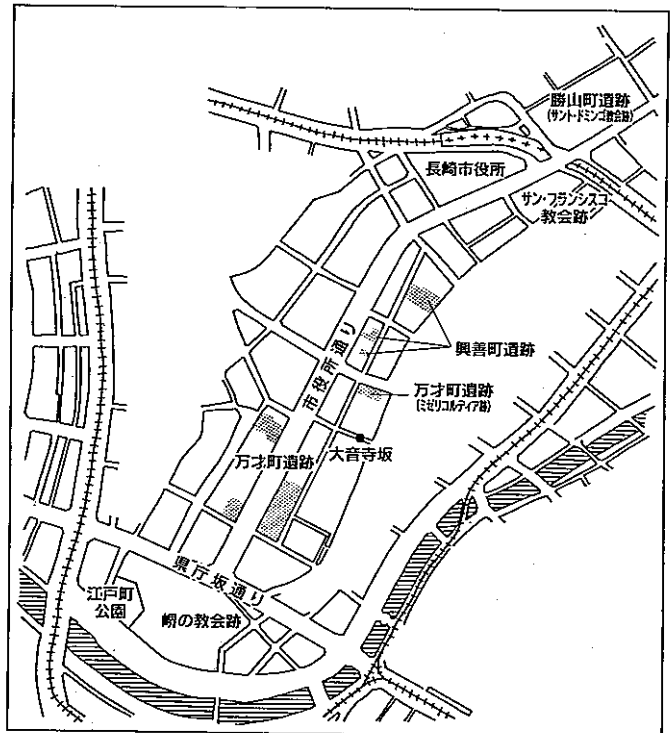 勝山町遺跡
(サント・ドミンゴ教会跡)
長崎市役所
サン・フランシスコ
教会跡
市役所通り
興善町遺跡
万才町遺跡
(ミゼリコルディア跡)
大音寺坂
万才町遺跡
県庁坂通り
江戸町
公園
岬の教会跡